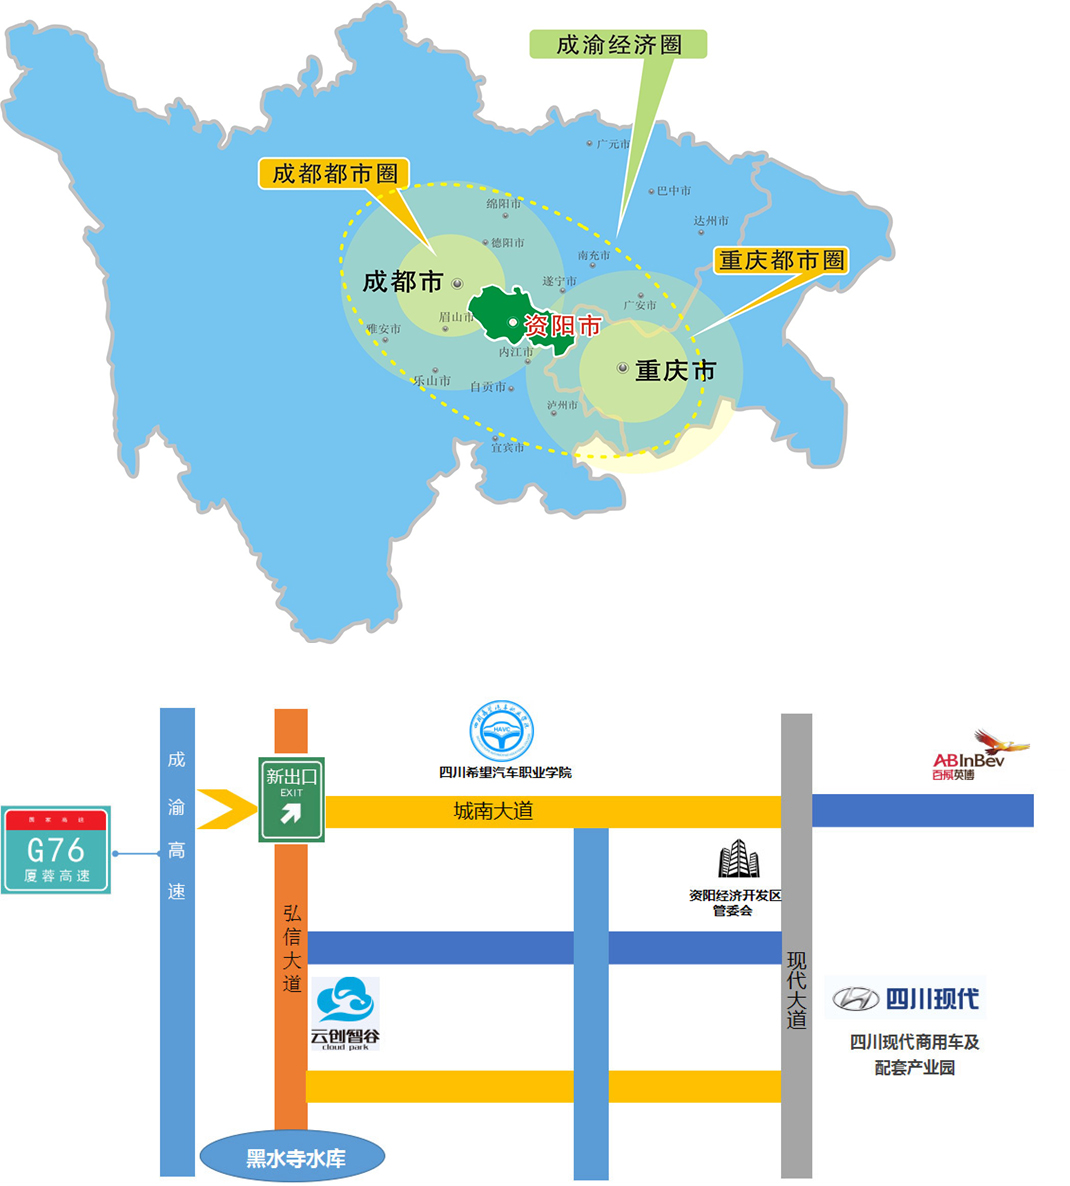 成渝经济圈
广元市
成都都市圈
巴中市
绵阳市
达州市
德阳市
南充市
重庆都市圈
成都市
遂宁市
广安市
眉山市
资阳市
雅安市
内江市
重庆市
乐山市
自贡市
泸州市
宜宾市
成渝高速
HAVC
四川希望汽车职业学院
ABInBev
百威英博
新出口
EXIT
城南大道
国家高速
G76
厦蓉高速
资阳经济开发区
管委会
弘信大道
现代大道
云创智谷
cloud park
四川现代
四川现代商用车及
配套产业园
黑水寺水库